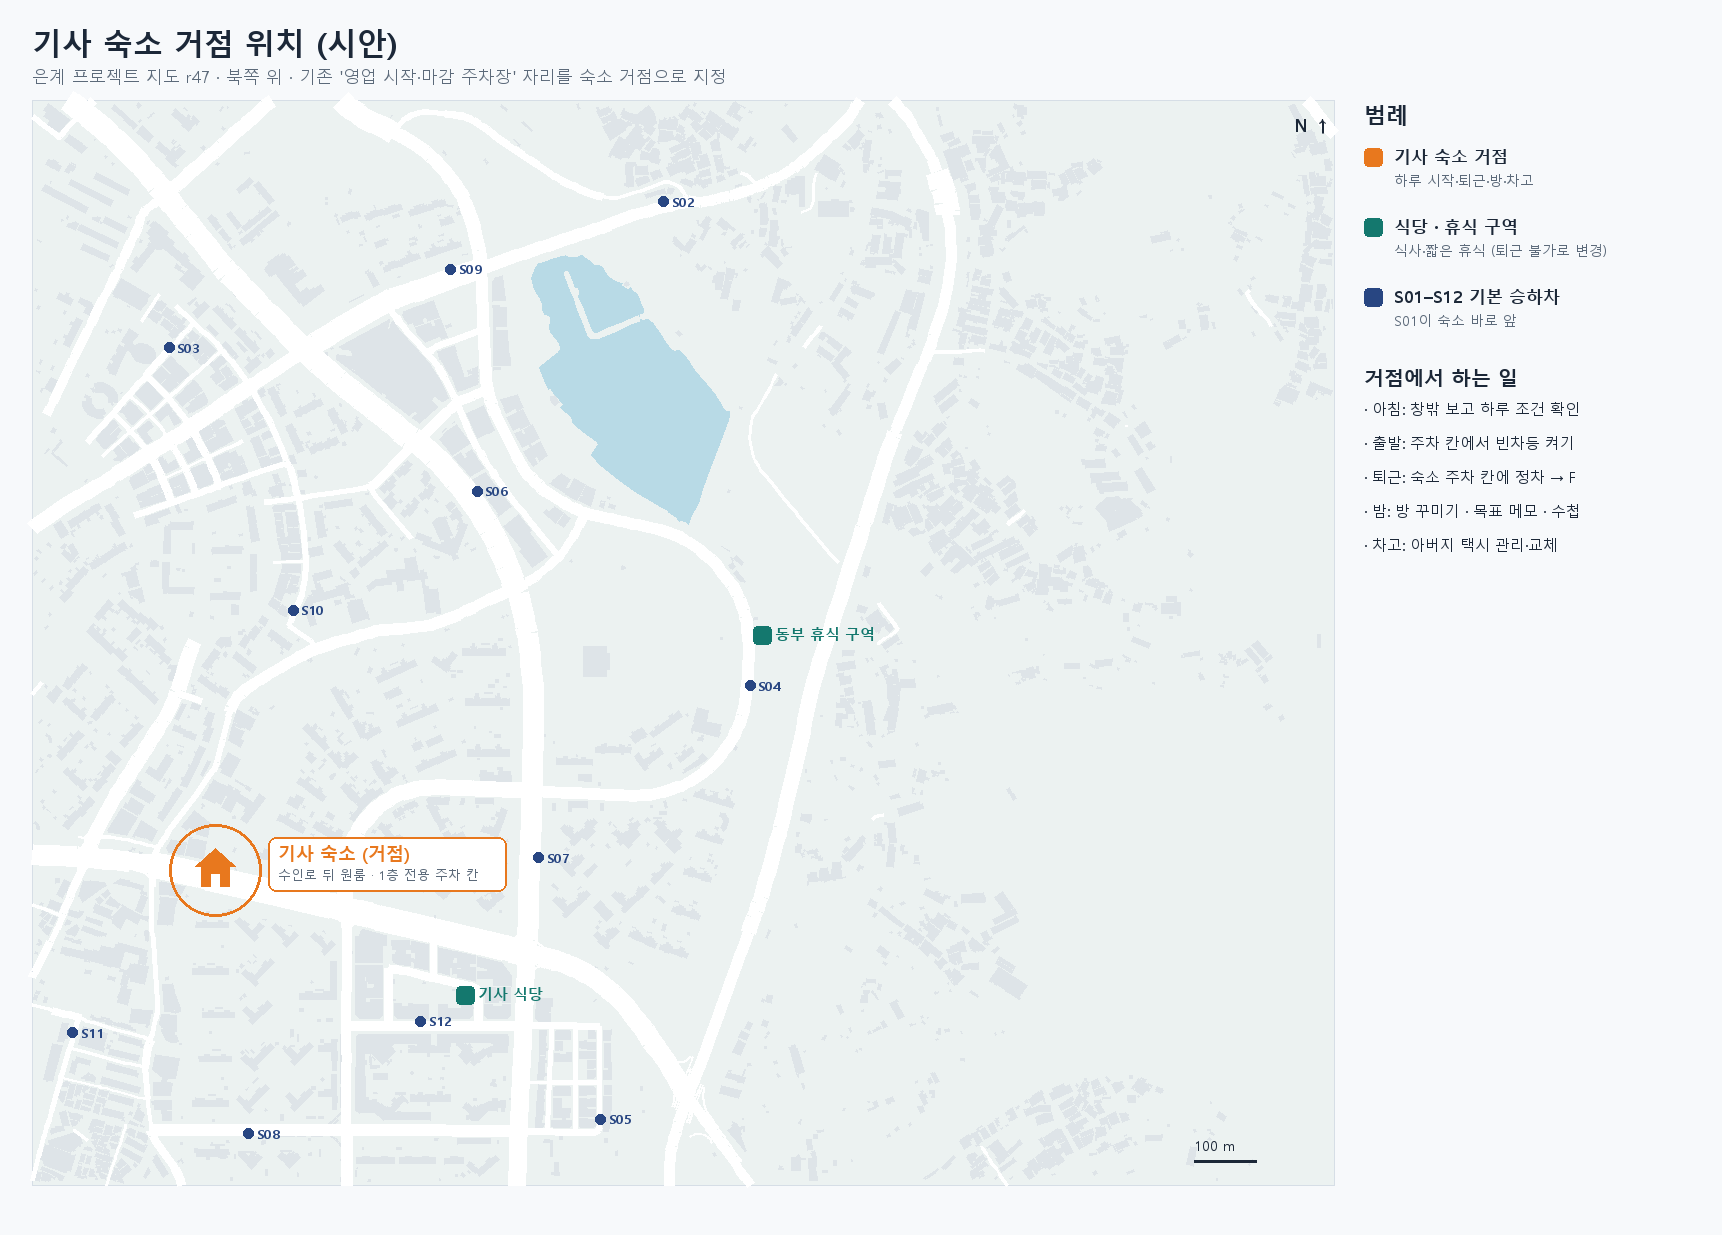 기사 숙소 거점 위치 (시안)
은계 프로젝트 지도 r47 · 북쪽 위 · 기존 '영업 시작·마감 주차장' 자리를 숙소 거점으로 지정
N ↑
S02
S09
S03
S06
S10
동부 휴식 구역
S04
기사 숙소 (거점)
수인로 뒤 원룸 · 1층 전용 주차 칸
S07
기사 식당
S12
S11
S05
S08
100 m
범례
기사 숙소 거점
하루 시작·퇴근·방·차고
식당 · 휴식 구역
식사·짧은 휴식 (퇴근 불가로 변경)
S01–S12 기본 승하차
S01이 숙소 바로 앞
거점에서 하는 일
· 아침: 창밖 보고 하루 조건 확인
· 출발: 주차 칸에서 빈차등 켜기
· 퇴근: 숙소 주차 칸에 정차 → F
· 밤: 방 꾸미기 · 목표 메모 · 수첩
· 차고: 아버지 택시 관리·교체